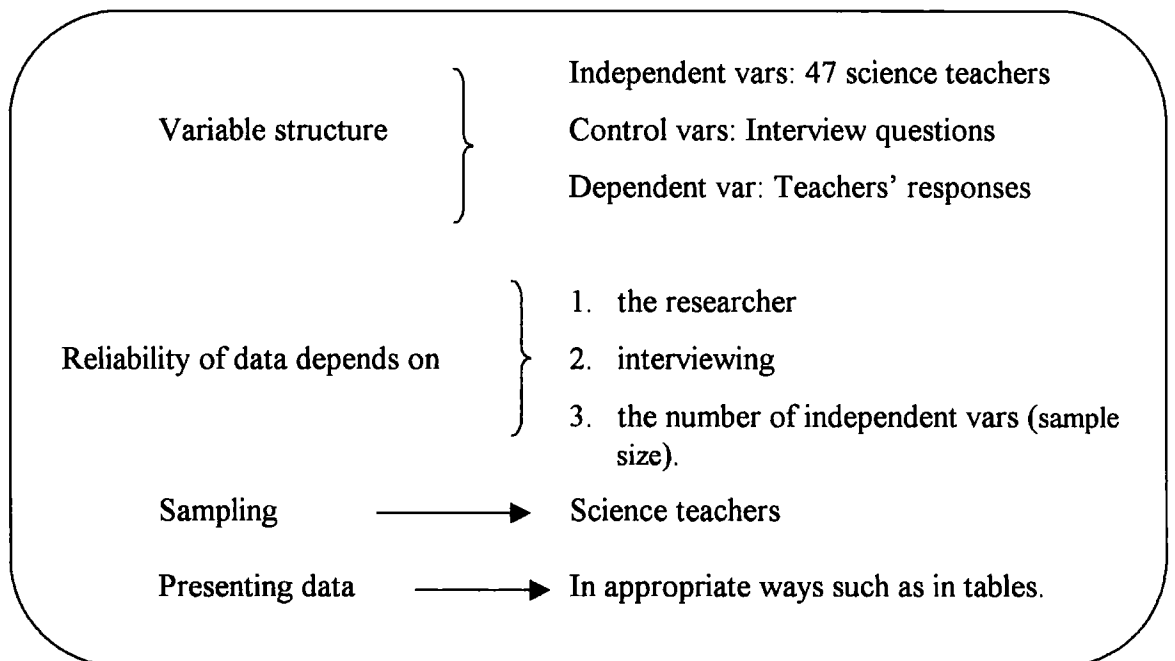 Independent vars: 47 science teachers
Variable structure
Control vars: Interview questions
Dependent var: Teachers’ responses
1. the researcher
Reliability of data depends on
2. interviewing
3. the number of independent vars (sample
size).
Sampling
Science teachers
Presenting data
In appropriate ways such as in tables.